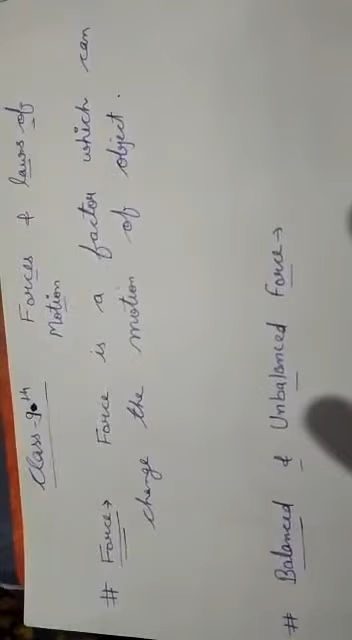 Class-9th Forces & laws of
Motion
# Force→ Force is a factor which can
change the motion of object.
# Balanced & Unbalanced Force→